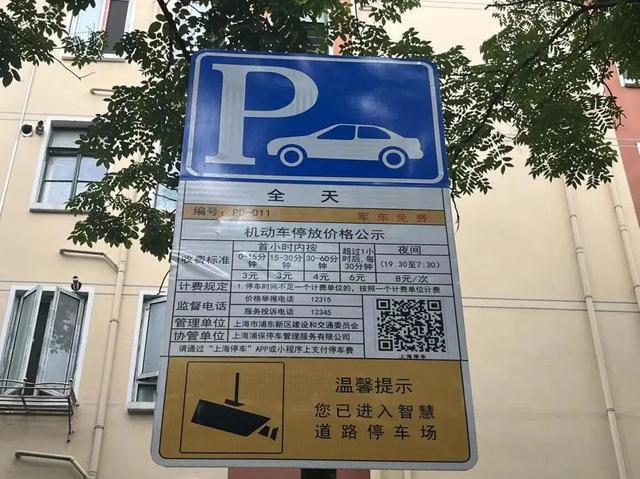 P
全天
编号: PD-011 军车免费
机动车停放价格公示
收费标准 首小时内按 超过1小时后,每30分钟 夜间(19:30至7:30)
0-15分钟 15-30分钟 30-60分钟
3元 3元 4元 6元 8元/次
计费规定 1.停车时间不足一个计费单位的,按照一个计费单位计费
监督电话 价格举报电话 12315
服务投诉电话 12345
管理单位 上海市浦东新区建设和交通委员会
协管单位 上海浦保停车管理服务有限公司
请通过“上海停车”APP或小程序上支付停车费
上海停车
温馨提示
您已进入智慧
道路停车场